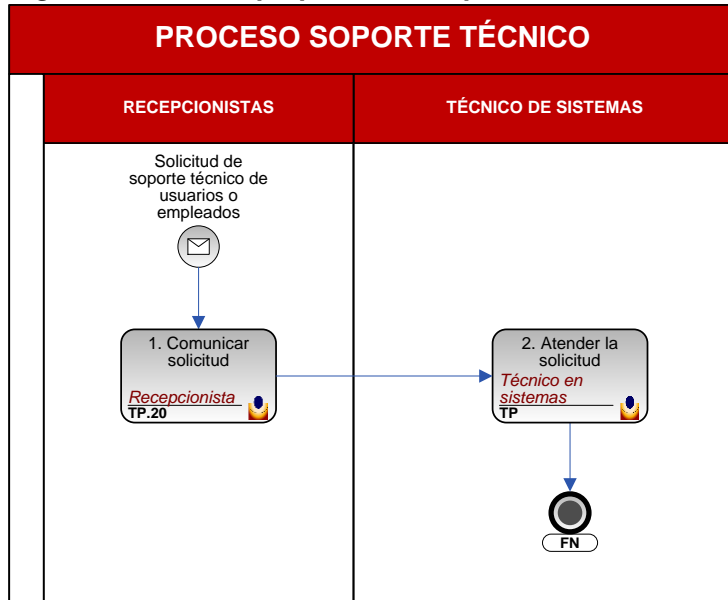 PROCESO SOPORTE TÉCNICO
RECEPCIONISTAS
TÉCNICO DE SISTEMAS
Solicitud de
soporte técnico de
usuarios o
empleados
1. Comunicar
solicitud
Recepcionista
TP.20
2. Atender la
solicitud
Técnico en
sistemas
TP
FN